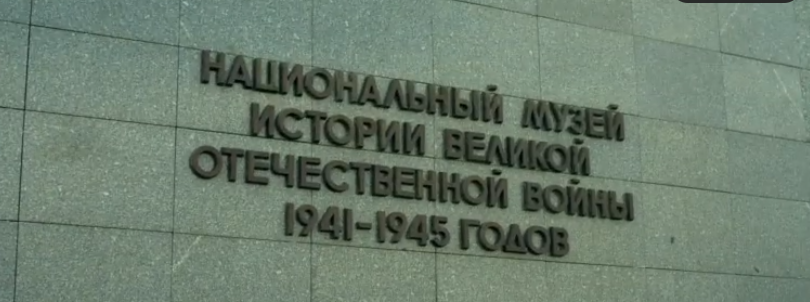 НАЦИОНАЛЬНЫЙ МУЗЕЙ
ИСТОРИИ ВЕЛИКОЙ
ОТЕЧЕСТВЕННОЙ ВОЙНЫ
1941-1945 ГОДОВ